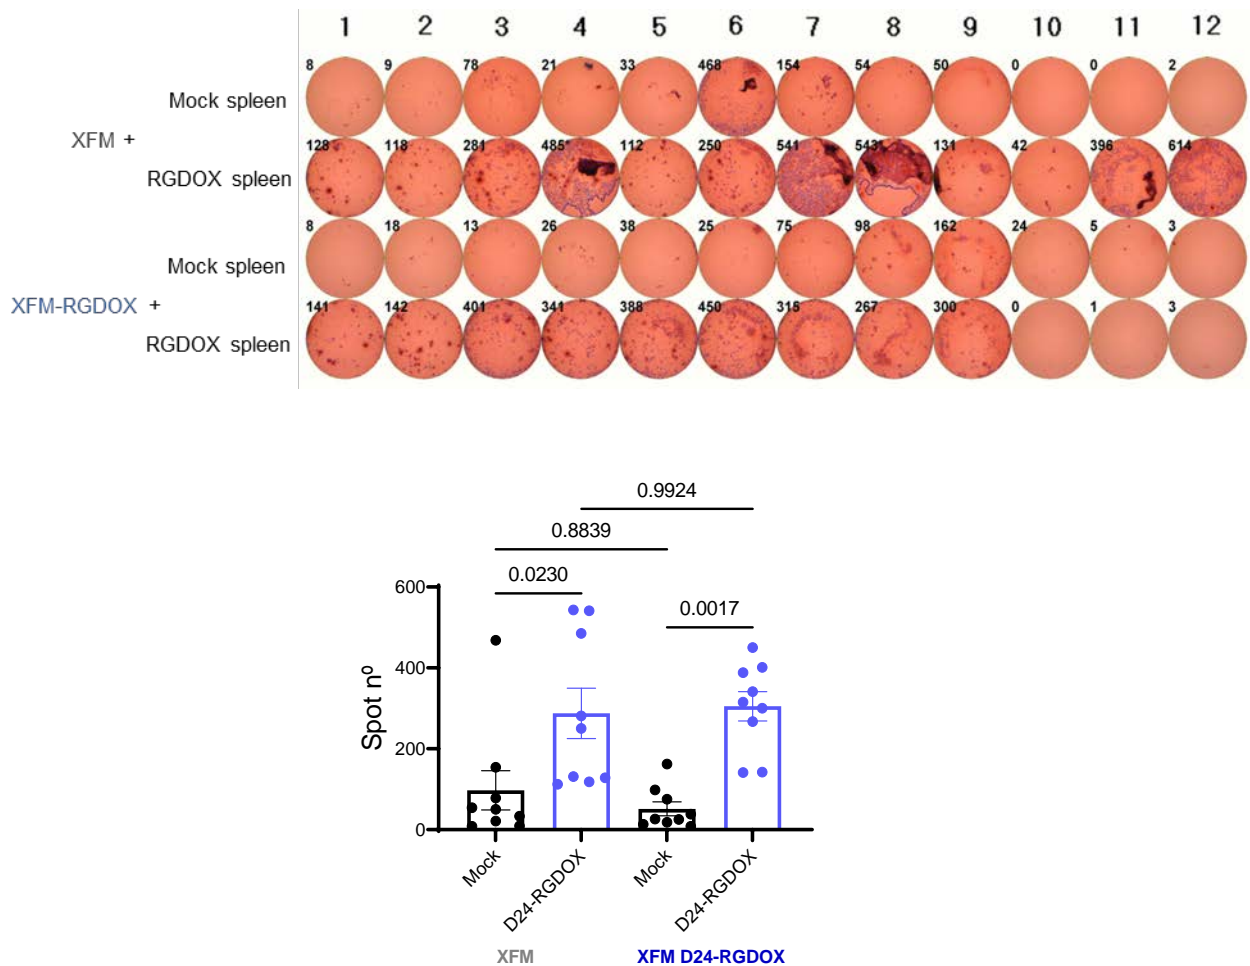 1 2 3 4 5 6 7 8 9 10 11 12
8 9 78 21 33 468 154 54 50 0 0 2
Mock spleen
XFM +
128 118 281 485* 112 250 541 543* 131 42 396 614
RGDOX spleen
8 18 13 26 38 25 75 98 162 24 5 3
Mock spleen
XFM-RGDOX +
141 142 401 341 388 450 315 267 300 0 1 3
RGDOX spleen
0.9924
0.8839
0.0230
0.0017
600
400
200
0
Spot nº
Mock
D24-RGDOX
Mock
D24-RGDOX
XFM
XFM D24-RGDOX